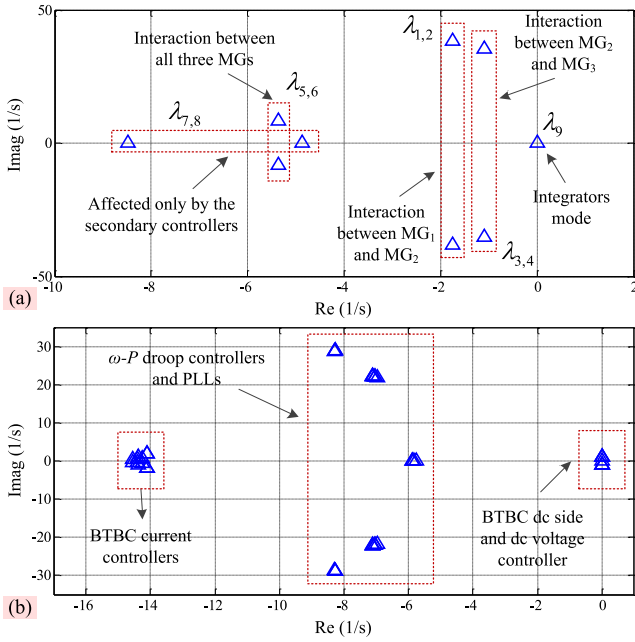 50
Interaction between
all three MGs
λ5,6
λ1,2
Interaction between
MG2
and MG3
λ7,8
λ9
0
Imag (1/s)
Affected only by the
secondary controllers
Interaction
between MG1
and MG2
Integrators
mode
λ3,4
-50
-10 -8 -6 -4 -2 0 2
(a)
Re (1/s)
30
20
10
0
-10
-20
-30
Imag (1/s)
ω-P droop controllers
and PLLs
BTBC current
controllers
BTBC dc side
and dc voltage
controller
-16 -14 -12 -10 -8 -6 -4 -2 0
(b)
Re (1/s)